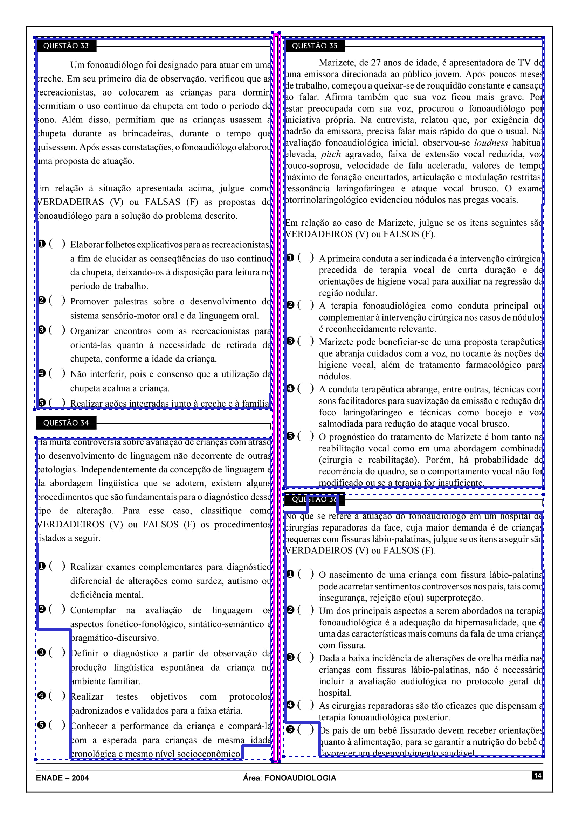 QUESTÃO 33
Um fonoaudiólogo foi designado para atuar em uma
creche. Em seu primeiro dia de observação, verificou que as
recreacionistas, ao colocarem as crianças para dormir
permitiam o uso contínuo da chupeta em todo o período de
sono. Além disso, permitiam que as crianças usassem a
chupeta durante as brincadeiras, durante o tempo que
quisessem. Após essas constatações, o fonoaudiólogo elaborou
uma proposta de atuação.
Em relação à situação apresentada acima, julgue como
VERDADEIRAS (V) ou FALSAS (F) as propostas do
fonoaudiólogo para a solução do problema descrito.
❶ ( ) Elaborar folhetos explicativos para as recreacionistas,
a fim de elucidar as conseqüências do uso contínuo
da chupeta, deixando-os à disposição para leitura no
período de trabalho.
❷ ( ) Promover palestras sobre o desenvolvimento do
sistema sensório-motor oral e da linguagem oral.
❸ ( ) Organizar encontros com as recreacionistas para
orientá-las quanto à necessidade de retirada da
chupeta, conforme a idade da criança.
❹ ( ) Não interferir, pois é consenso que a utilização da
chupeta acalma a criança.
❺ ( ) Realizar ações integradas junto à creche e à família
QUESTÃO 34
Há muita controvérsia sobre avaliação de crianças com atraso
no desenvolvimento de linguagem não decorrente de outras
patologias. Independentemente da concepção de linguagem e
da abordagem lingüística que se adotem, existem alguns
procedimentos que são fundamentais para o diagnóstico desse
tipo de alteração. Para esse caso, classifique como
VERDADEIRAS (V) ou FALSAS (F) os procedimentos
listados a seguir.
❶ ( ) Realizar exames complementares para diagnóstico
diferencial de alterações como surdez, autismo ou
deficiência mental.
❷ ( ) Contemplar na avaliação de linguagem os
aspectos fonético-fonológico, sintático-semântico e
pragmático-discursivo.
❸ ( ) Definir o diagnóstico a partir de observação da
produção lingüística espontânea da criança no
ambiente familiar.
❹ ( ) Realizar testes objetivos com protocolos
padronizados e validados para a faixa etária.
❺ ( ) Conhecer a performance da criança e compará-la
com a esperada para crianças de mesma idade
cronológica e mesmo nível socioeconômico.
QUESTÃO 35
Marizete, de 27 anos de idade, é apresentadora de TV de
uma emissora direcionada ao público jovem. Após poucos meses
de trabalho, começou a queixar-se de rouquidão constante e cansaço
ao falar. Afirma também que sua voz ficou mais grave. Por
estar preocupada com sua voz, procurou o fonoaudiólogo por
iniciativa própria. Na entrevista, relatou que, por exigência do
padrão da emissora, precisa falar mais rápido do que o usual. Na
avaliação fonoaudiológica inicial, observou-se loudness habitual
elevada, pitch agravado, faixa de extensão vocal reduzida, voz
rouco-soprosa, velocidade de fala acelerada, valores de tempo
máximo de fonação encurtados, articulação e modulação restritas,
ressonância laringofaríngea e ataque vocal brusco. O exame
otorrinolaringológico evidenciou nódulos nas pregas vocais.
Em relação ao caso de Marizete, julgue se os itens seguintes são
VERDADEIROS (V) ou FALSOS (F).
❶ ( ) A primeira conduta a ser indicada é a intervenção cirúrgica,
precedida de terapia vocal de curta duração e de
orientações de higiene vocal para auxiliar na regressão da
região nodular.
❷ ( ) A terapia fonoaudiológica como conduta principal ou
complementar à intervenção cirúrgica nos casos de nódulos
é reconhecidamente relevante.
❸ ( ) Marizete pode beneficiar-se de uma proposta terapêutica
que abranja cuidados com a voz, no tocante às noções de
higiene vocal, além de tratamento farmacológico para
nódulos.
❹ ( ) A conduta terapêutica abrange, entre outras, técnicas com
sons facilitadores para suavização da emissão e redução do
foco laringofaríngeo e técnicas como bocejo e voz
salmodiada para redução do ataque vocal brusco.
❺ ( ) O prognóstico do tratamento de Marizete é bom tanto na
reabilitação vocal como em uma abordagem combinada
(cirurgia e reabilitação). Porém, há probabilidade de
recorrência do quadro, se o comportamento vocal não for
modificado ou se a terapia for insuficiente.
QUESTÃO 36
No que se refere à atuação do fonoaudiólogo em um hospital de
cirurgias reparadoras da face, cuja maior demanda é de crianças
pequenas com fissuras lábio-palatinas, julgue se os itens a seguir são
VERDADEIROS (V) ou FALSOS (F).
❶ ( ) O nascimento de uma criança com fissura lábio-palatina
pode acarretar sentimentos controversos nos pais, tais como
insegurança, rejeição e(ou) superproteção.
❷ ( ) Um dos principais aspectos a serem abordados na terapia
fonoaudiológica é a adequação da hipernasalidade, que é
uma das características mais comuns da fala de uma criança
com fissura.
❸ ( ) Dada a baixa incidência de alterações de orelha média nas
crianças com fissuras lábio-palatinas, não é necessário
incluir a avaliação audiológica no protocolo geral do
hospital.
❹ ( ) As cirurgias reparadoras são tão eficazes que dispensam a
terapia fonoaudiológica posterior.
❺ ( ) Os pais de um bebê fissurado devem receber orientações
quanto à alimentação, para se garantir a nutrição do bebê e
favorecer um desenvolvimento saudável.
ENADE – 2004
Área: FONOAUDIOLOGIA
14